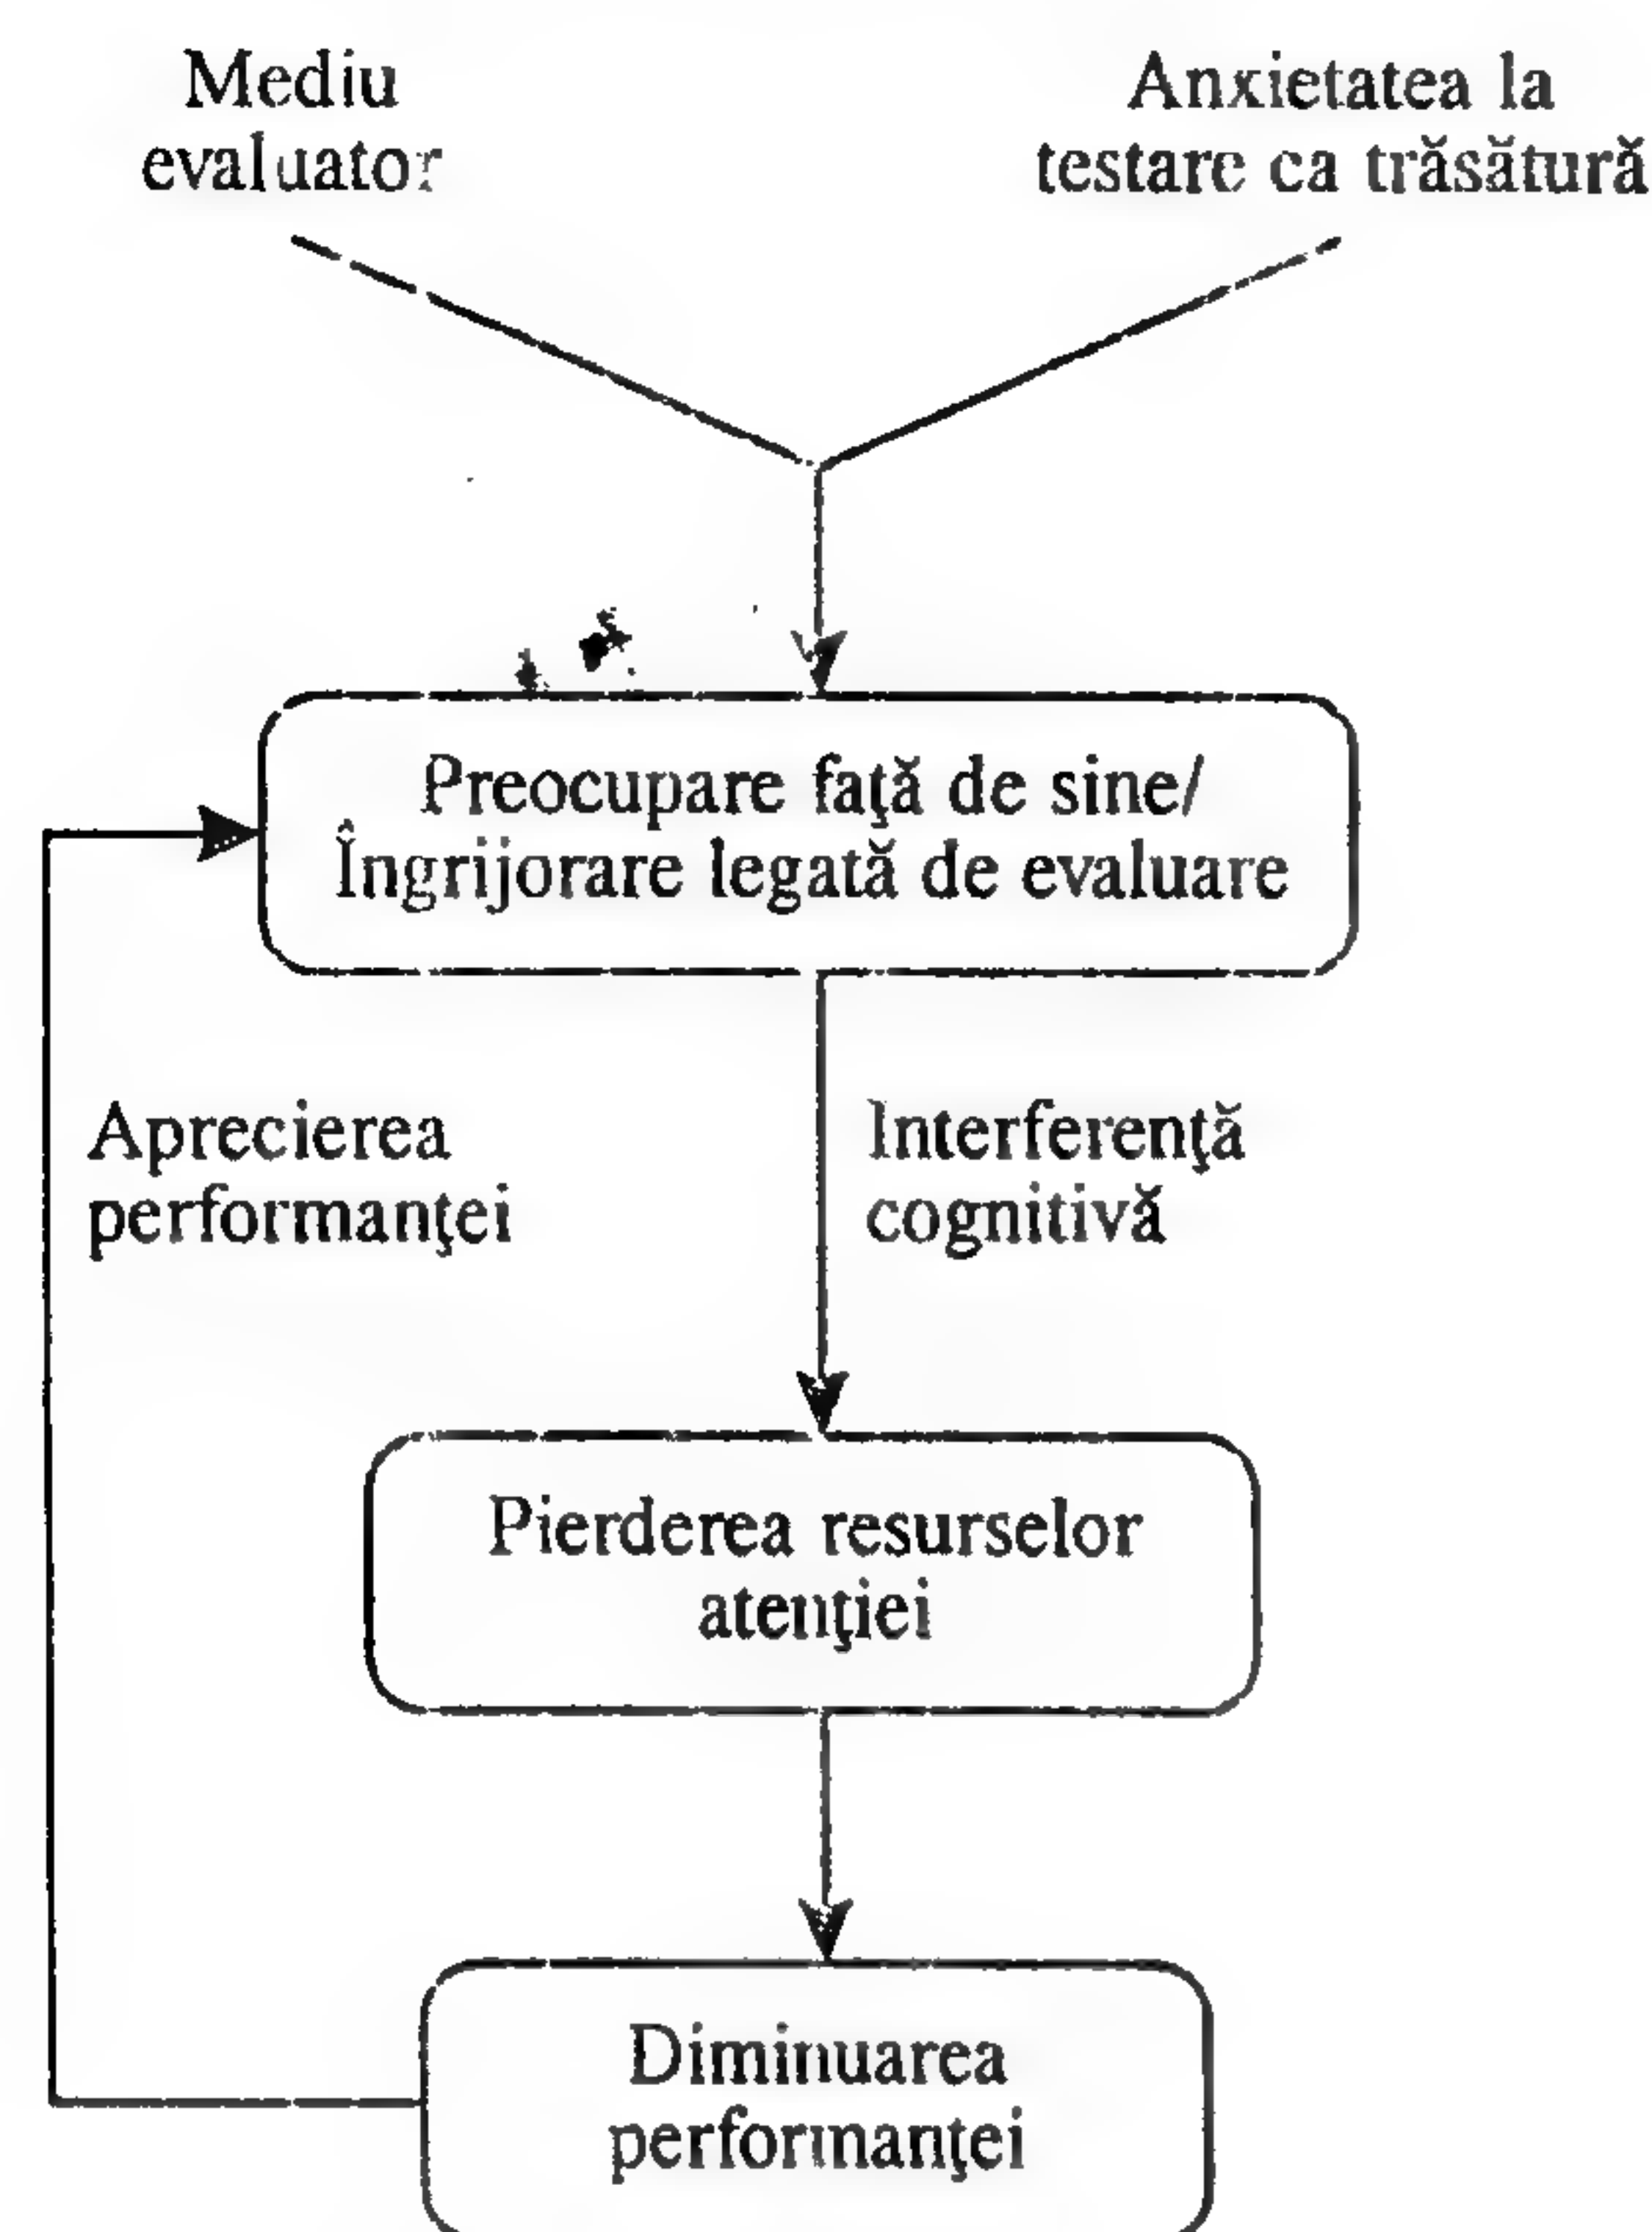 Mediu
evaluator
Anxietatea la
testare ca trăsătură
Preocupare faţă de sine/
Îngrijorare legată de evaluare
Aprecierea
performanţei
Interferenţă
cognitivă
Pierderea resurselor
atenţiei
Diminuarea
performanţei